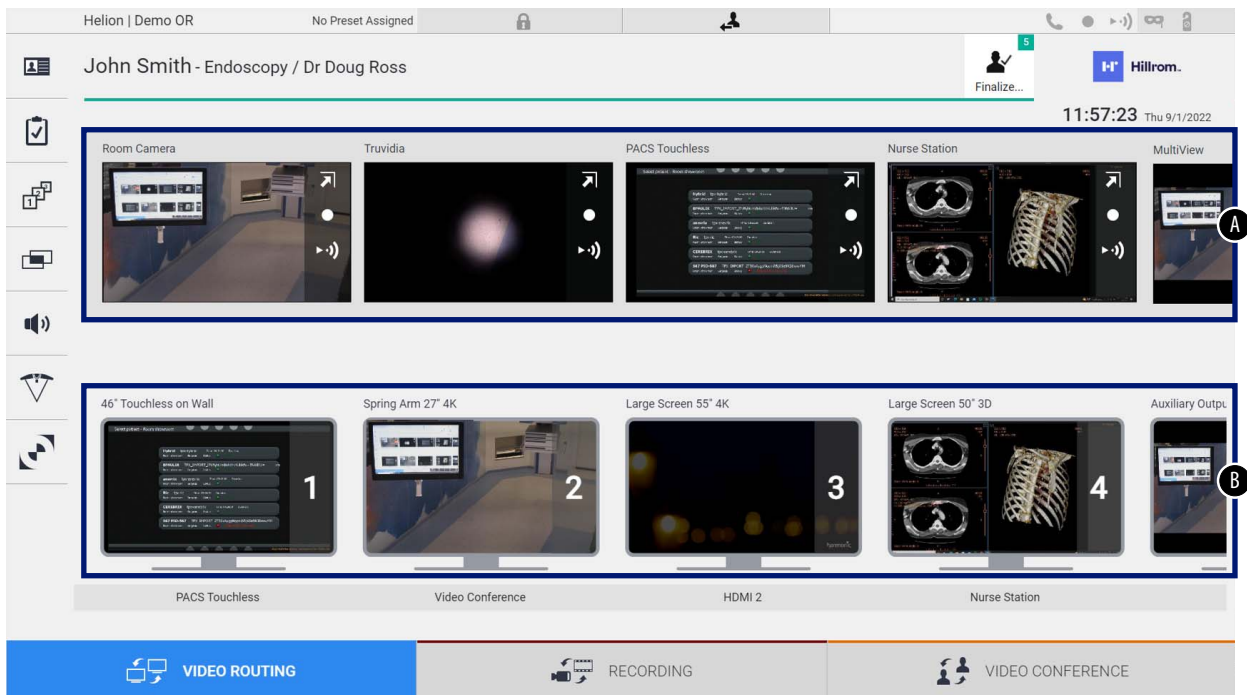 Helion | Demo OR
No Preset Assigned
5
John Smith - Endoscopy / Dr Doug Ross
Finalize...
Hillrom™
11:57:23 Thu 9/1/2022
Room Camera
Truvidia
PACS Touchless
Nurse Station
MultiView
A
46" Touchless on Wall
Spring Arm 27" 4K
Large Screen 55" 4K
Large Screen 50" 3D
Auxiliary Outpu
1
2
3
4
B
PACS Touchless
Video Conference
HDMI 2
Nurse Station
VIDEO ROUTING
RECORDING
VIDEO CONFERENCE